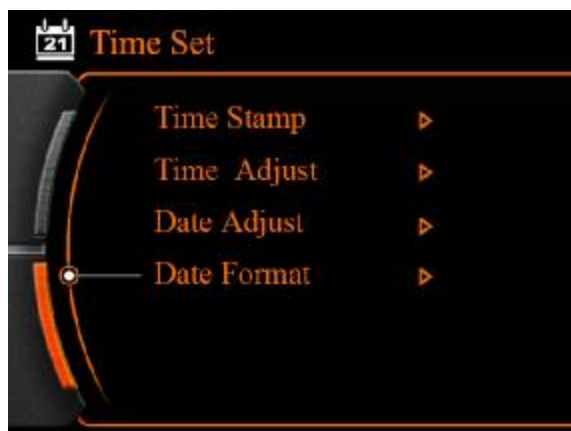 21 Time Set
Time Stamp
Time Adjust
Date Adjust
Date Format